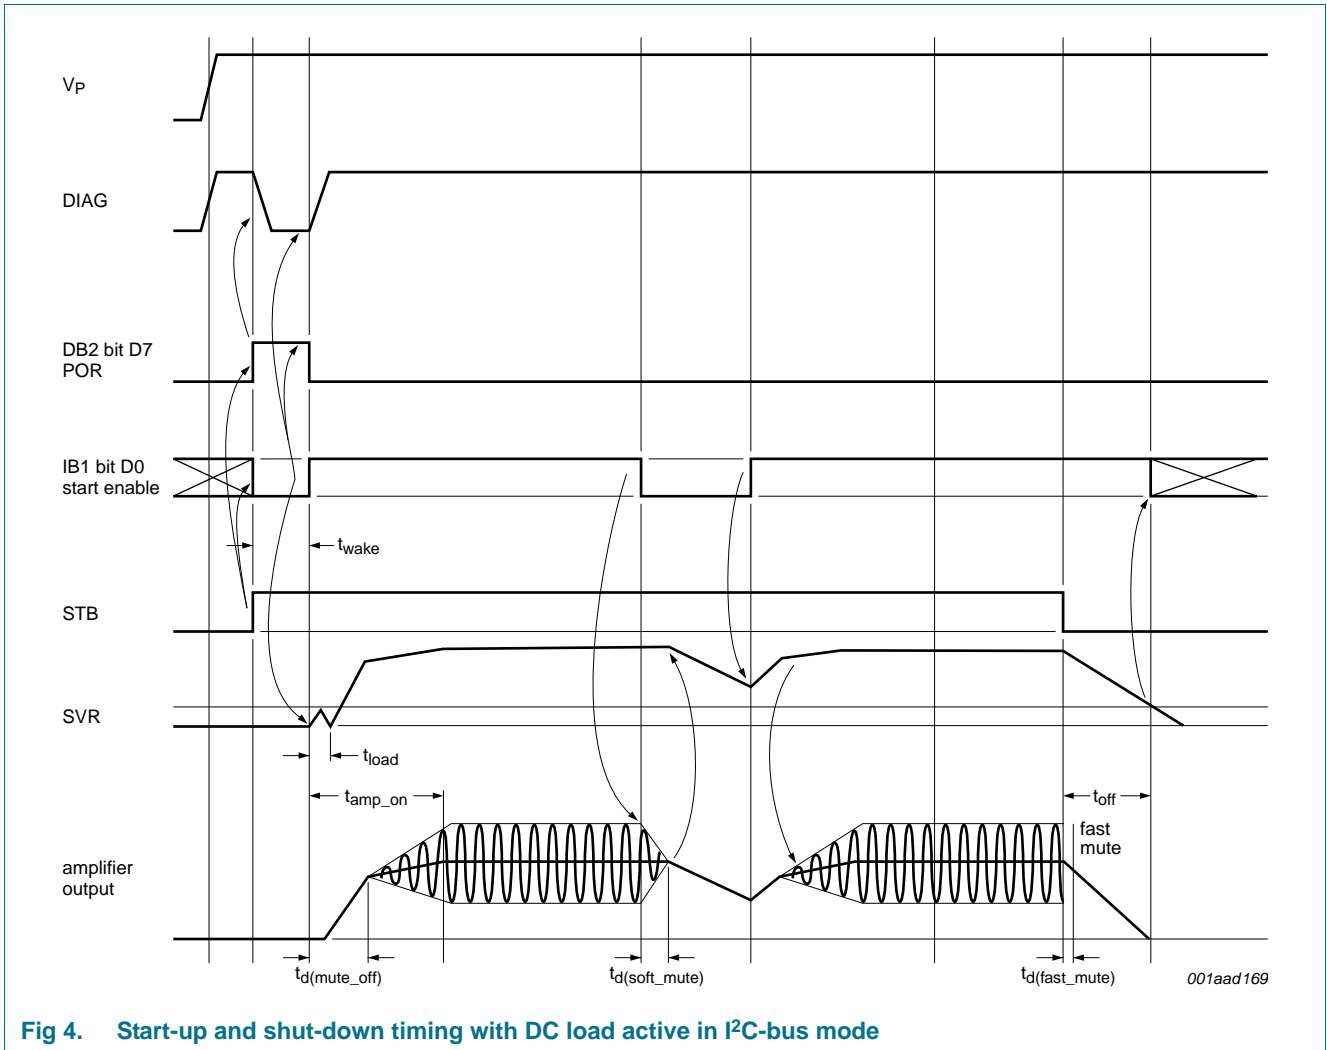 VP
DIAG
DB2 bit D7
POR
IB1 bit D0
start enable
twake
STB
SVR
tload
tamp_on
toff
fast
mute
amplifier
output
td(mute_off)
td(soft_mute)
td(fast_mute)
001aad169
Fig 4. Start-up and shut-down timing with DC load active in I²C-bus mode